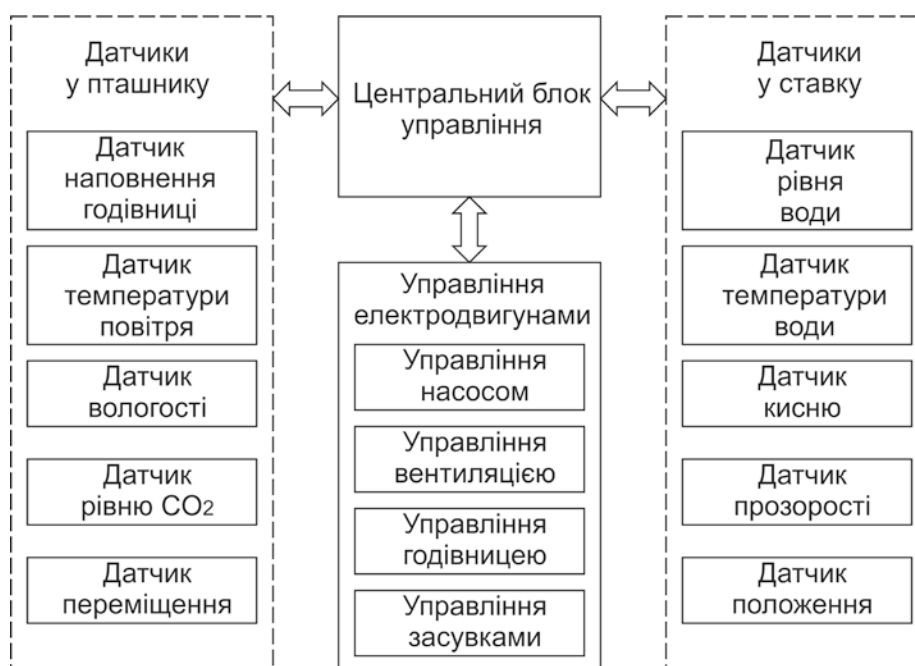 Датчики
у пташнику
Датчик
наповнення
годівниці
Датчик
температури
повітря
Датчик
вологості
Датчик
рівню CO2
Датчик
переміщення
Центральний блок
управління
Управління
електродвигунами
Управління
насосом
Управління
вентиляцією
Управління
годівницею
Управління
засувками
Датчики
у ставку
Датчик
рівня
води
Датчик
температури
води
Датчик
кисню
Датчик
прозорості
Датчик
положення